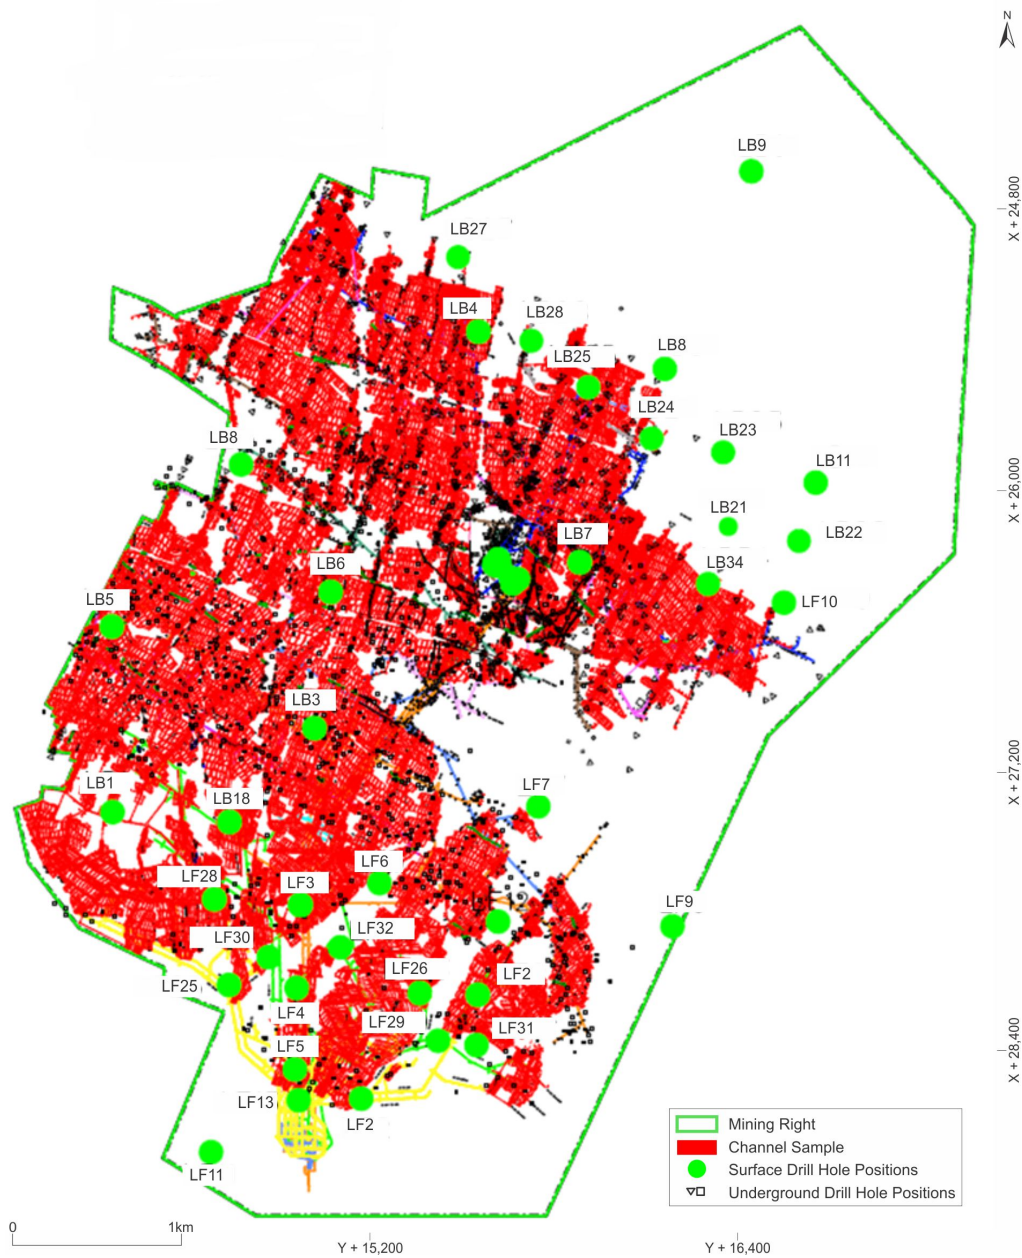 N
LB9
X + 24,800
LB27
LB4
LB28
LB8
LB25
LB24
LB23
LB8
LB11
X + 26,000
LB21
LB22
LB7
LB34
LB6
LF10
LB5
LB3
X + 27,200
LB1
LB18
LF7
LF6
LF28
LF3
LF9
LF32
LF30
LF26
LF2
LF25
LF4
LF29
LF31
LF5
X + 28,400
LF13
LF2
LF11
Mining Right
Channel Sample
Surface Drill Hole Positions
Underground Drill Hole Positions
0 1km
Y + 15,200
Y + 16,400